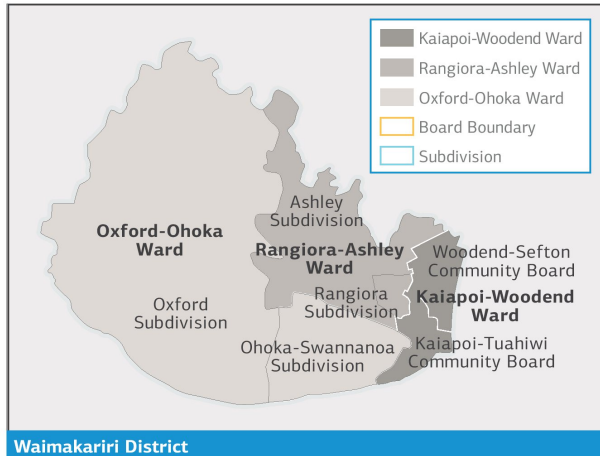 Kaiapoi-Woodend Ward
Rangiora-Ashley Ward
Oxford-Ohoka Ward
Board Boundary
Subdivision
Ashley
Subdivision
Oxford-Ohoka
Ward
Rangiora-Ashley
Ward
Woodend-Sefton
Community Board
Oxford
Subdivision
Rangiora
Subdivision
Kaiapoi-Woodend
Ward
Ohoka-Swannanoa
Subdivision
Kaiapoi-Tuahiwi
Community Board
Waimakariri District